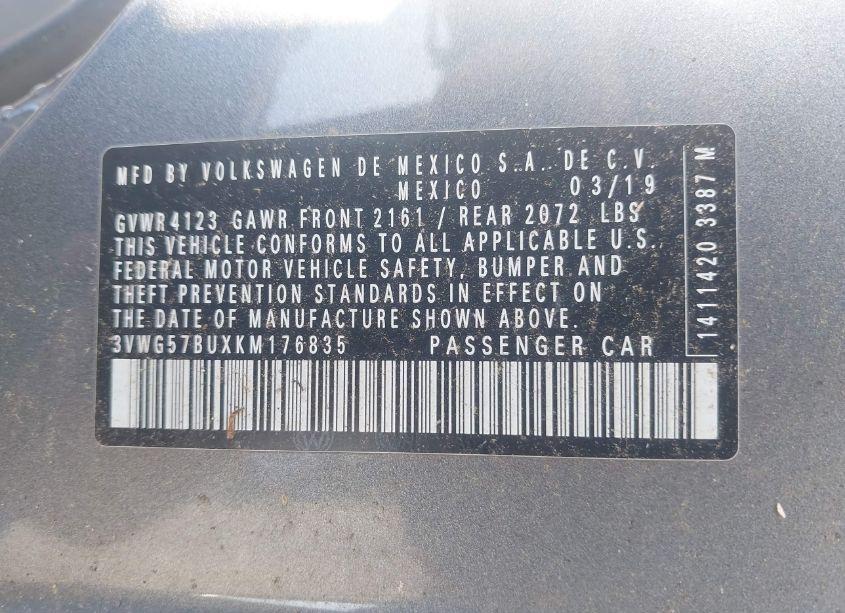 MFD BY VOLKSWAGEN DE MEXICO S.A. DE C.V.
MEXICO 03/19
GVWR 4123 GAWR FRONT 2161 / REAR 2072 LBS
THIS VEHICLE CONFORMS TO ALL APPLICABLE U.S.
FEDERAL MOTOR VEHICLE SAFETY, BUMPER AND
THEFT PREVENTION STANDARDS IN EFFECT ON
THE DATE OF MANUFACTURE SHOWN ABOVE.
3VWG57BUXKM176835 PASSENGER CAR
1411420 3387 M